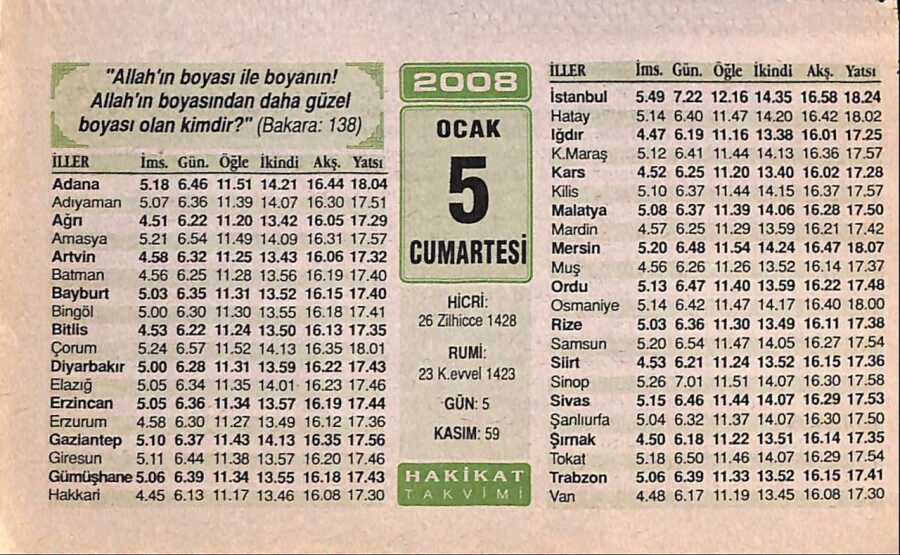 "Allah'ın boyası ile boyanın!
Allah'ın boyasından daha güzel
boyası olan kimdir?" (Bakara: 138)
İLLER İms. Gün. Öğle İkindi Akş. Yatsı
Adana 5.18 6.46 11.51 14.21 16.44 18.04
Adıyaman 5.07 6.36 11.39 14.07 16.30 17.51
Ağrı 4.51 6.22 11.20 13.42 16.05 17.29
Amasya 5.21 6.54 11.49 14.09 16.31 17.57
Artvin 4.58 6.32 11.25 13.43 16.06 17.32
Batman 4.56 6.25 11.28 13.56 16.19 17.40
Bayburt 5.03 6.35 11.31 13.52 16.15 17.40
Bingöl 5.00 6.30 11.30 13.55 16.18 17.41
Bitlis 4.53 6.22 11.24 13.50 16.13 17.35
Çorum 5.24 6.57 11.52 14.13 16.35 18.01
Diyarbakır 5.00 6.28 11.31 13.59 16.22 17.43
Elazığ 5.05 6.34 11.35 14.01 16.23 17.46
Erzincan 5.05 6.36 11.34 13.57 16.19 17.44
Erzurum 4.58 6.30 11.27 13.49 16.12 17.36
Gaziantep 5.10 6.37 11.43 14.13 16.35 17.56
Giresun 5.11 6.44 11.38 13.57 16.20 17.46
Gümüşhane 5.06 6.39 11.34 13.55 16.18 17.43
Hakkari 4.45 6.13 11.17 13.46 16.08 17.30
2008
OCAK
5
CUMARTESİ
HİCRİ:
26 Zilhicce 1428
RUMİ:
23 K.evvel 1423
GÜN: 5
KASIM: 59
HAKİKAT
TAKVİMİ
İLLER İms. Gün. Öğle İkindi Akş. Yatsı
İstanbul 5.49 7.22 12.16 14.35 16.58 18.24
Hatay 5.14 6.40 11.47 14.20 16.42 18.02
Iğdır 4.47 6.19 11.16 13.38 16.01 17.25
K.Maraş 5.12 6.41 11.44 14.13 16.36 17.57
Kars 4.52 6.25 11.20 13.40 16.02 17.28
Kilis 5.10 6.37 11.44 14.15 16.37 17.57
Malatya 5.08 6.37 11.39 14.06 16.28 17.50
Mardin 4.57 6.25 11.29 13.59 16.21 17.42
Mersin 5.20 6.48 11.54 14.24 16.47 18.07
Muş 4.56 6.26 11.26 13.52 16.14 17.37
Ordu 5.13 6.47 11.40 13.59 16.22 17.48
Osmaniye 5.14 6.42 11.47 14.17 16.40 18.00
Rize 5.03 6.36 11.30 13.49 16.11 17.38
Samsun 5.20 6.54 11.47 14.05 16.27 17.54
Siirt 4.53 6.21 11.24 13.52 16.15 17.36
Sinop 5.26 7.01 11.51 14.07 16.30 17.58
Sivas 5.15 6.46 11.44 14.07 16.29 17.53
Şanlıurfa 5.04 6.32 11.37 14.07 16.30 17.50
Şırnak 4.50 6.18 11.22 13.51 16.14 17.35
Tokat 5.18 6.50 11.46 14.07 16.29 17.54
Trabzon 5.06 6.39 11.33 13.52 16.15 17.41
Van 4.48 6.17 11.19 13.45 16.08 17.30